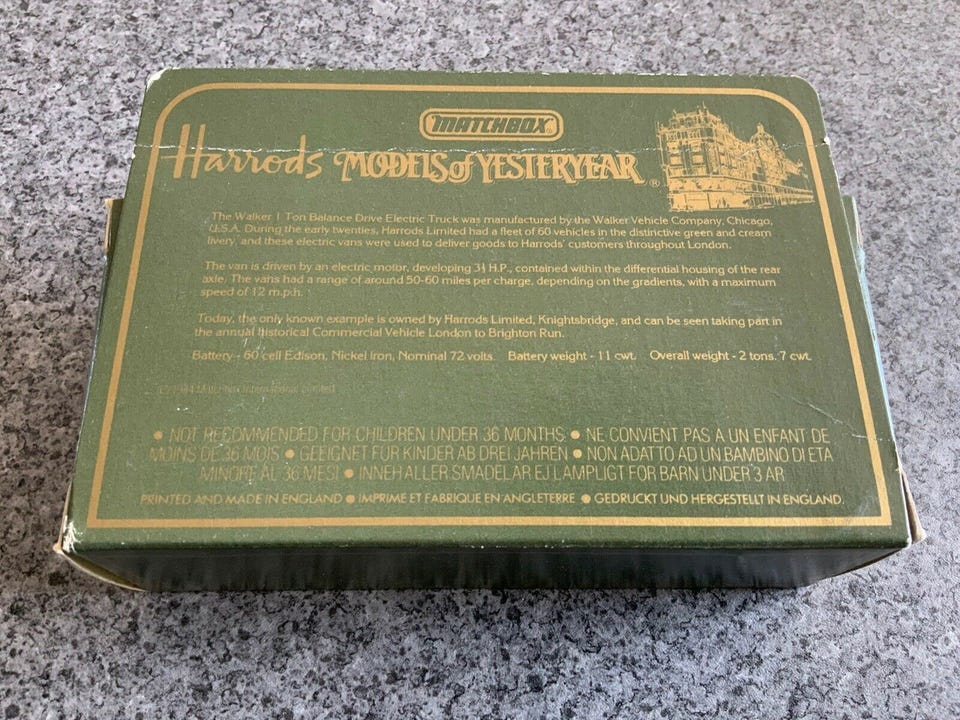 MATCHBOX
Harrods MODELS of YESTERYEAR ®
The Walker 1 Ton Balance Drive Electric Truck was manufactured by the Walker Vehicle Company, Chicago,
U.S.A. During the early twenties, Harrods Limited had a fleet of 60 vehicles in the distinctive green and cream
livery, and these electric vans were used to deliver goods to Harrods' customers throughout London.
The van is driven by an electric motor, developing 3½ H.P., contained within the differential housing of the rear
axle. The vans had a range of around 50-60 miles per charge, depending on the gradients, with a maximum
speed of 12 m.p.h.
Today, the only known example is owned by Harrods Limited, Knightsbridge, and can be seen taking part in
the annual historical Commercial Vehicle London to Brighton Run.
Battery - 60 cell Edison, Nickel Iron, Nominal 72 volts. Battery weight - 11 cwt. Overall weight - 2 tons. 7 cwt.
Matchbox International Limited
• NOT RECOMMENDED FOR CHILDREN UNDER 36 MONTHS • NE CONVIENT PAS A UN ENFANT DE
MOINS DE 36 MOIS • GEEIGNET FÜR KINDER AB DREI JAHREN • NON ADATTO AD UN BAMBINO DI ETA
MINORE AL 36 MESI • INNEHALLER SMADELAR EJ LAMPLIGT FOR BARN UNDER 3 AR
PRINTED AND MADE IN ENGLAND • IMPRIME ET FABRIQUE EN ANGLETERRE • GEDRUCKT UND HERGESTELLT IN ENGLAND.